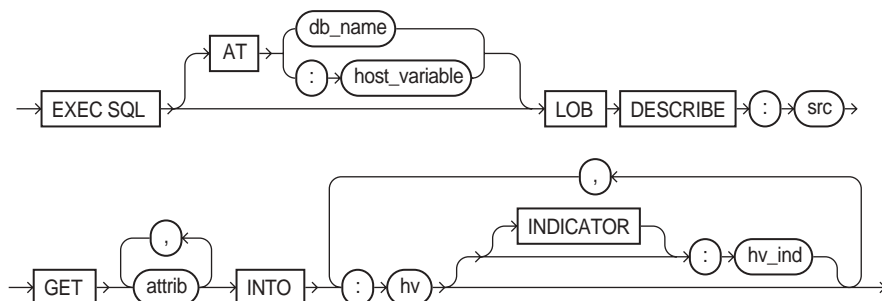 db_name
AT
: host_variable
EXEC SQL LOB DESCRIBE : src
,
, INDICATOR
: hv_ind
GET attrib INTO : hv